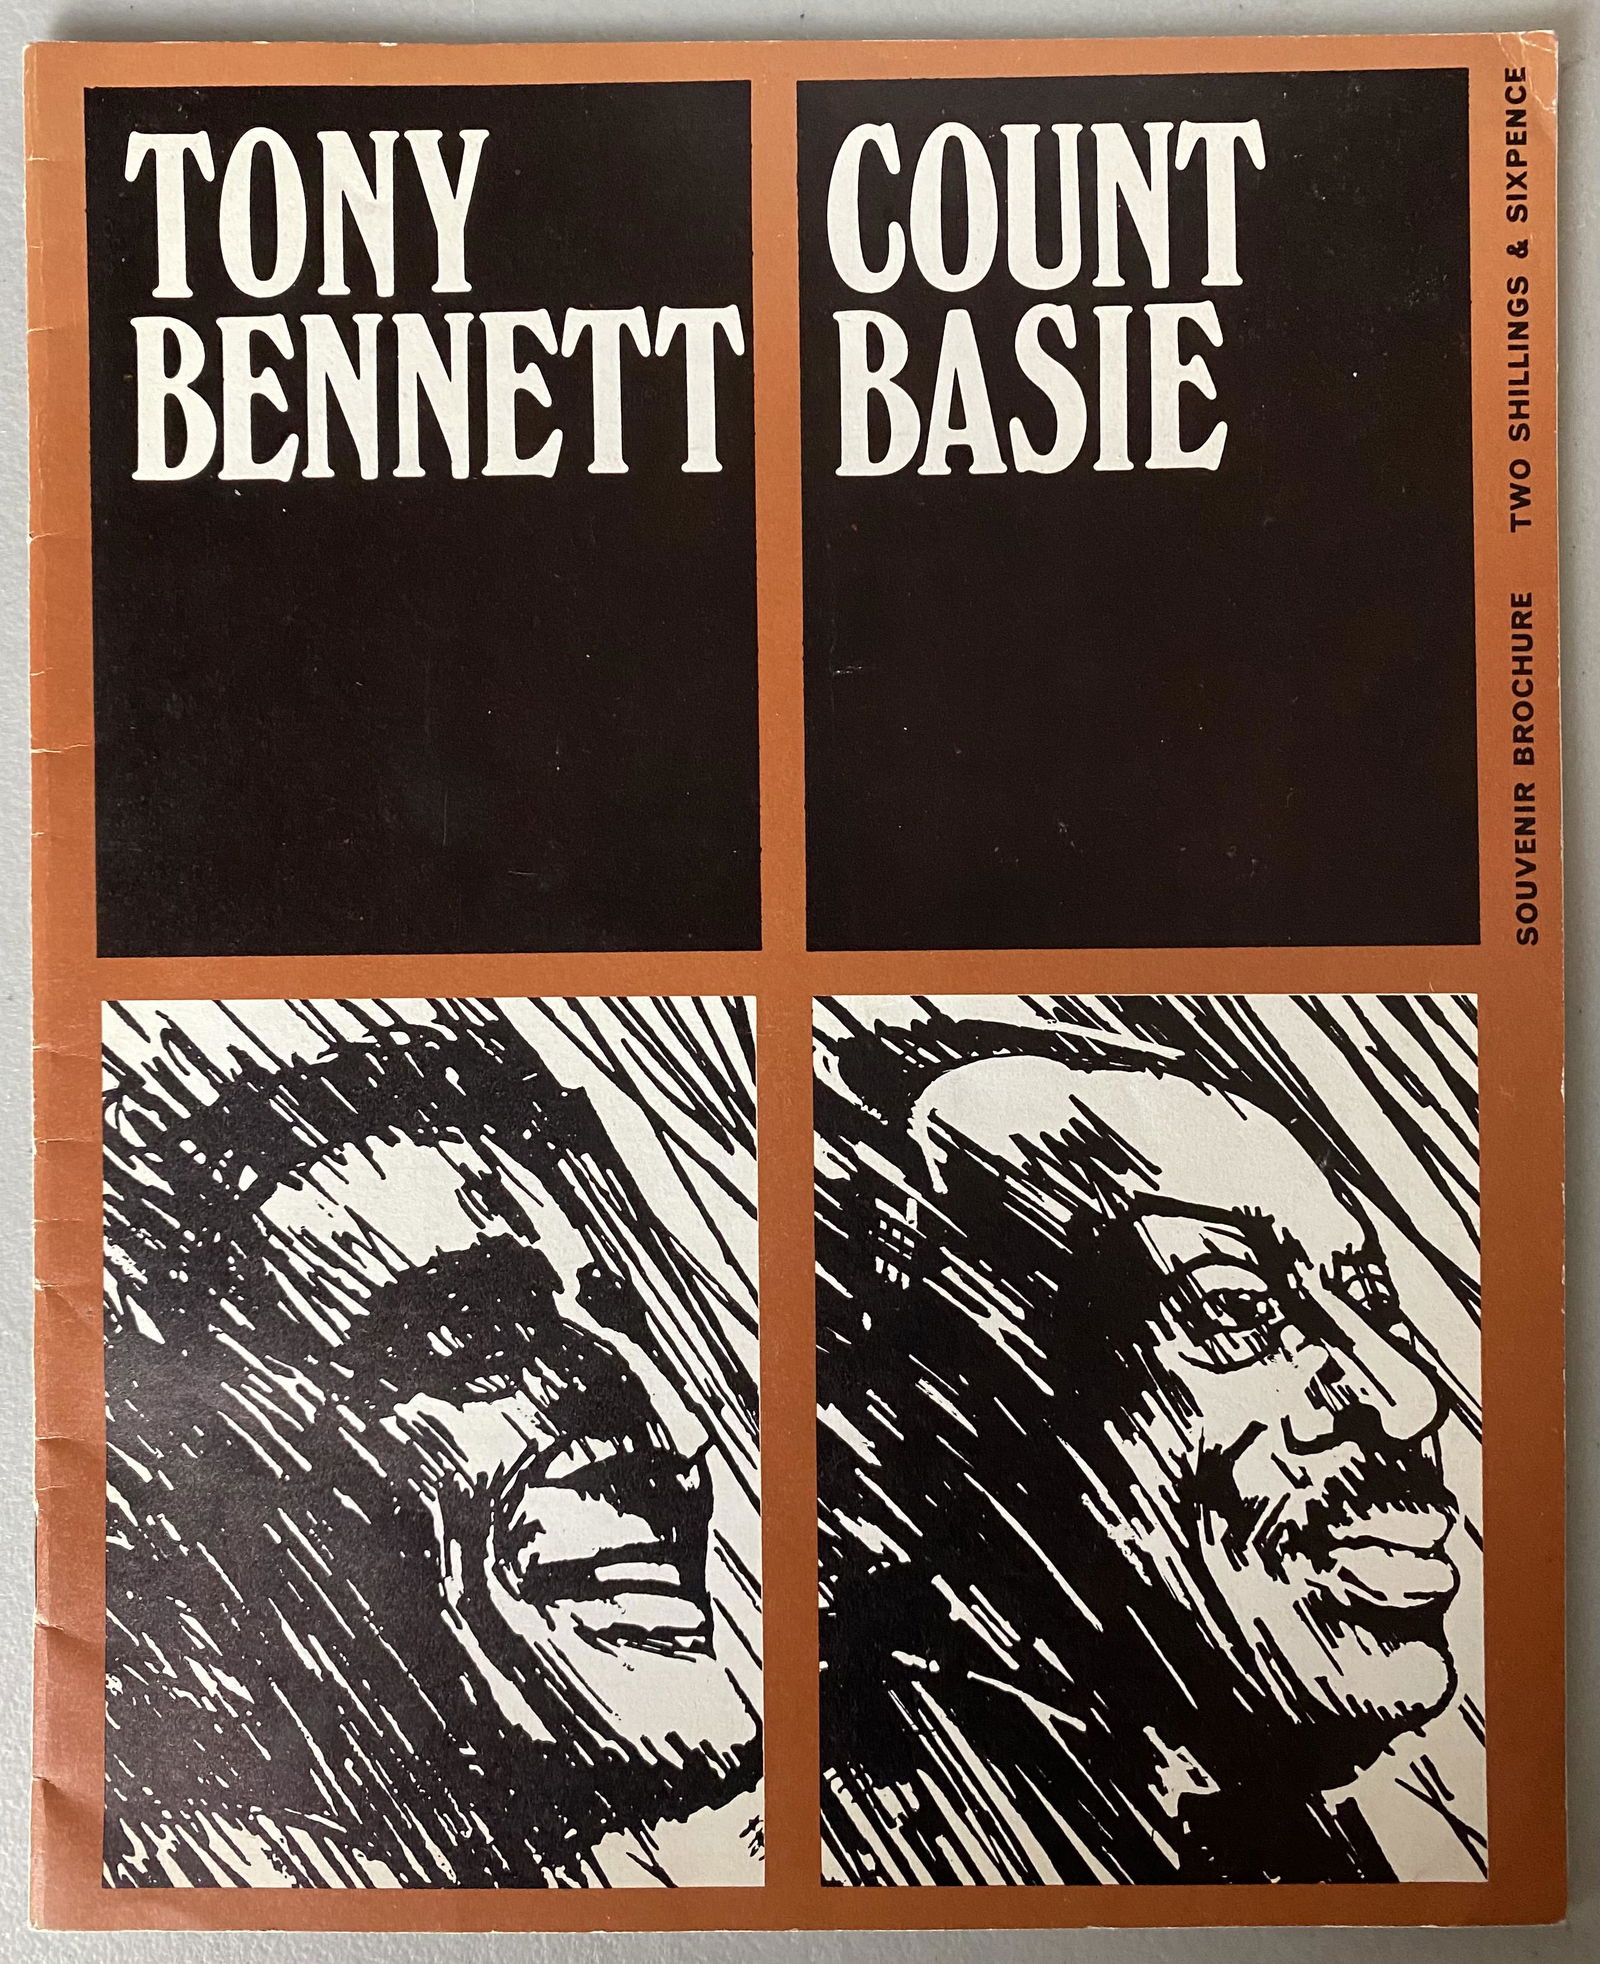 TONY
BENNETT
COUNT
BASIE
SOUVENIR BROCHURE TWO SHILLINGS & SIXPENCE